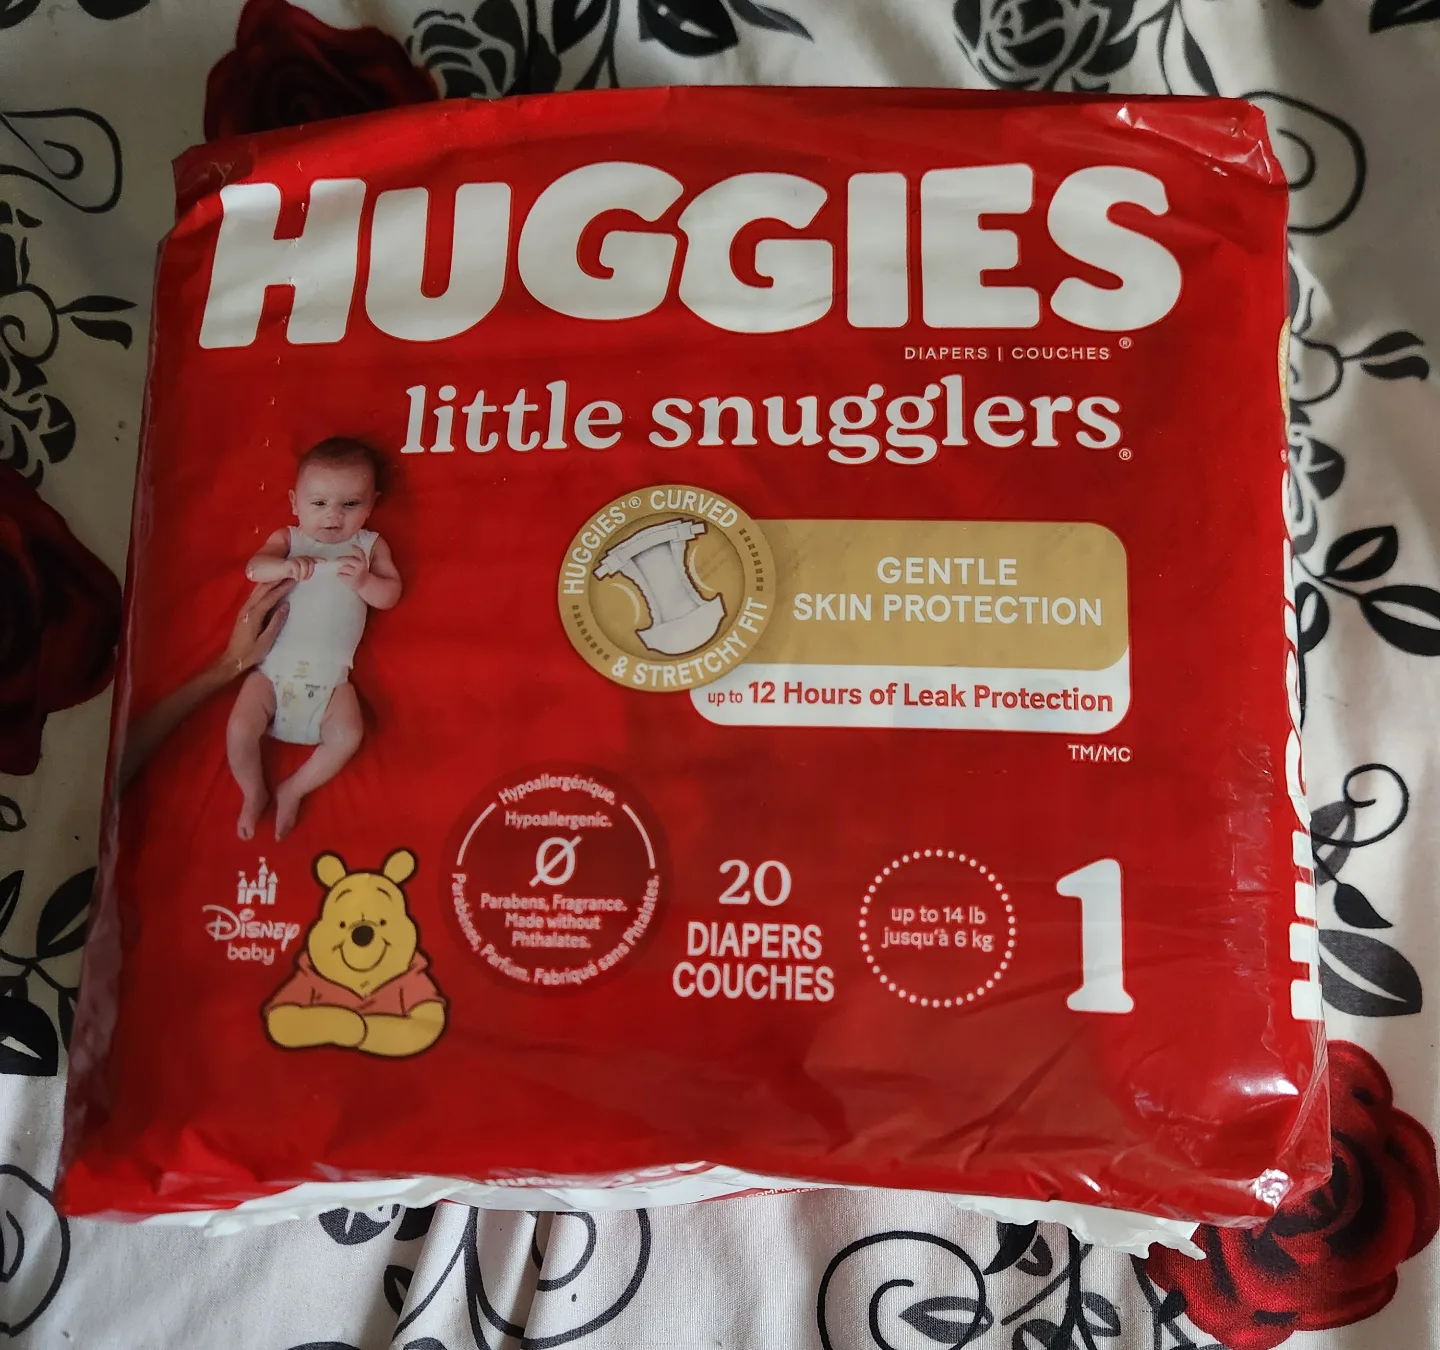 HUGGIES®
DIAPERS | COUCHES
little snugglers®
HUGGIES'® CURVED
& STRETCHY FIT
GENTLE
SKIN PROTECTION
up to 12 Hours of Leak Protection
TM/MC
Disney
baby
Hypoallergénique.
Hypoallergenic.
Parabens, Fragrance.
Made without
Phthalates.
Parabènes, Parfum. Fabriqué sans Phtalates.
20
DIAPERS
COUCHES
up to 14 lb
jusqu'à 6 kg
1